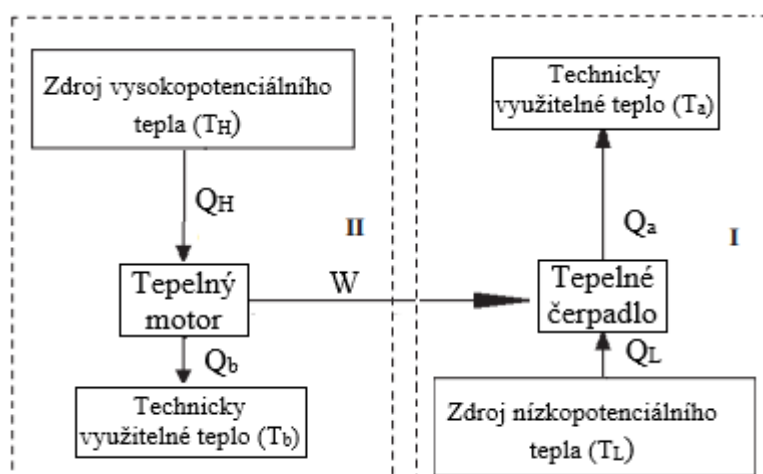 Zdroj vysokopotenciálního
tepla (TH)
QH
II
Tepelný
motor
W
Qb
Technicky
využitelné teplo (Tb)
Technicky
využitelné teplo (Ta)
Qa
I
Tepelné
čerpadlo
QL
Zdroj nízkopotenciálního
tepla (TL)